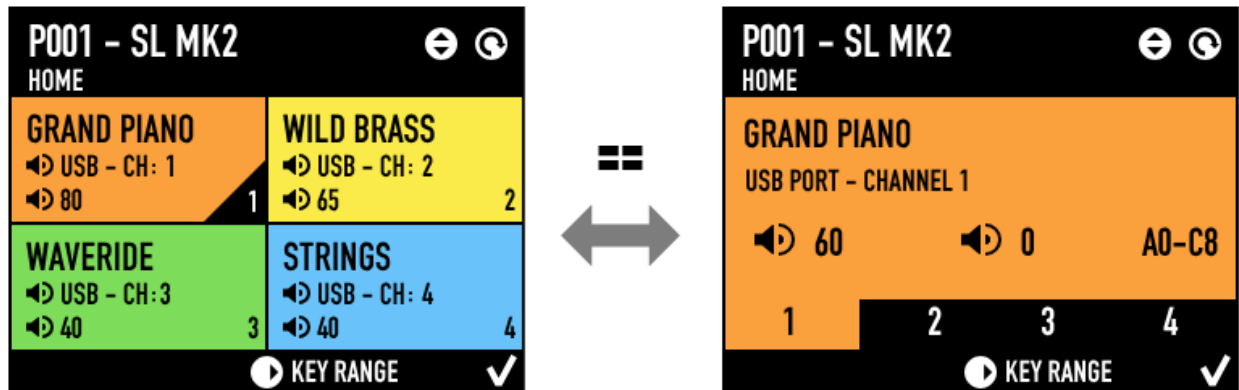 P001 – SL MK2
HOME
GRAND PIANO
USB – CH: 1
80
1
WILD BRASS
USB – CH: 2
65
2
WAVERIDE
USB – CH:3
40
3
STRINGS
USB – CH: 4
40
4
KEY RANGE
P001 – SL MK2
HOME
GRAND PIANO
USB PORT – CHANNEL 1
60 0 A0–C8
1 2 3 4
KEY RANGE